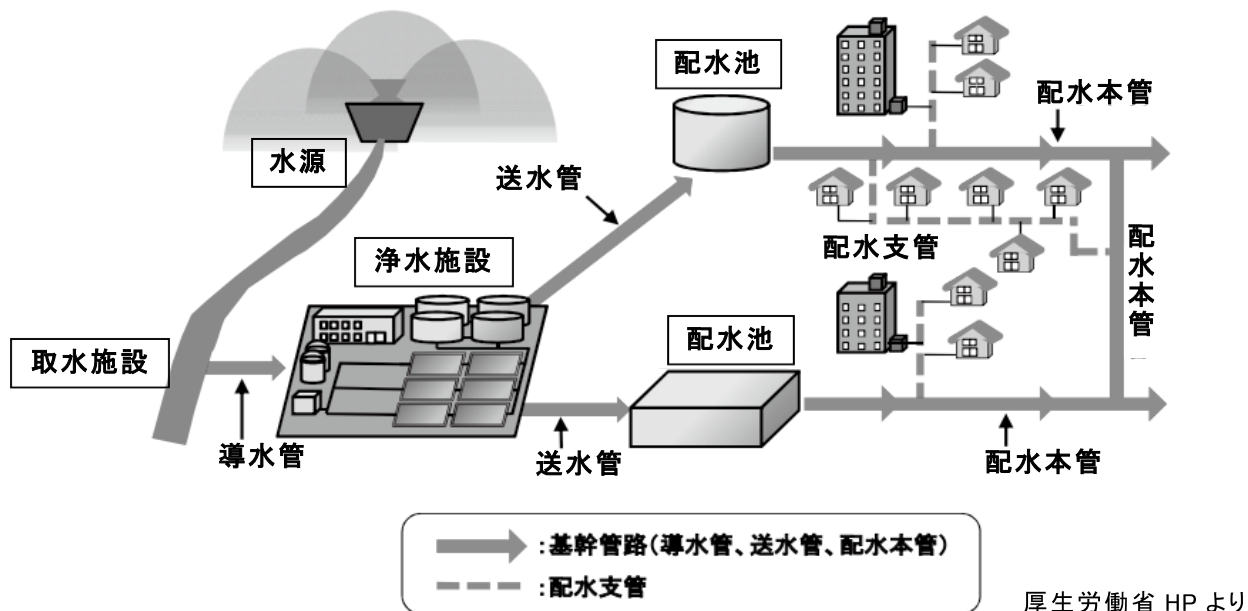 配水池
配水本管
水源
送水管
配水支管
浄水施設
配水本管
配水池
取水施設
導水管
送水管
配水本管
:基幹管路(導水管、送水管、配水本管)
:配水支管
厚生労働省 HP より